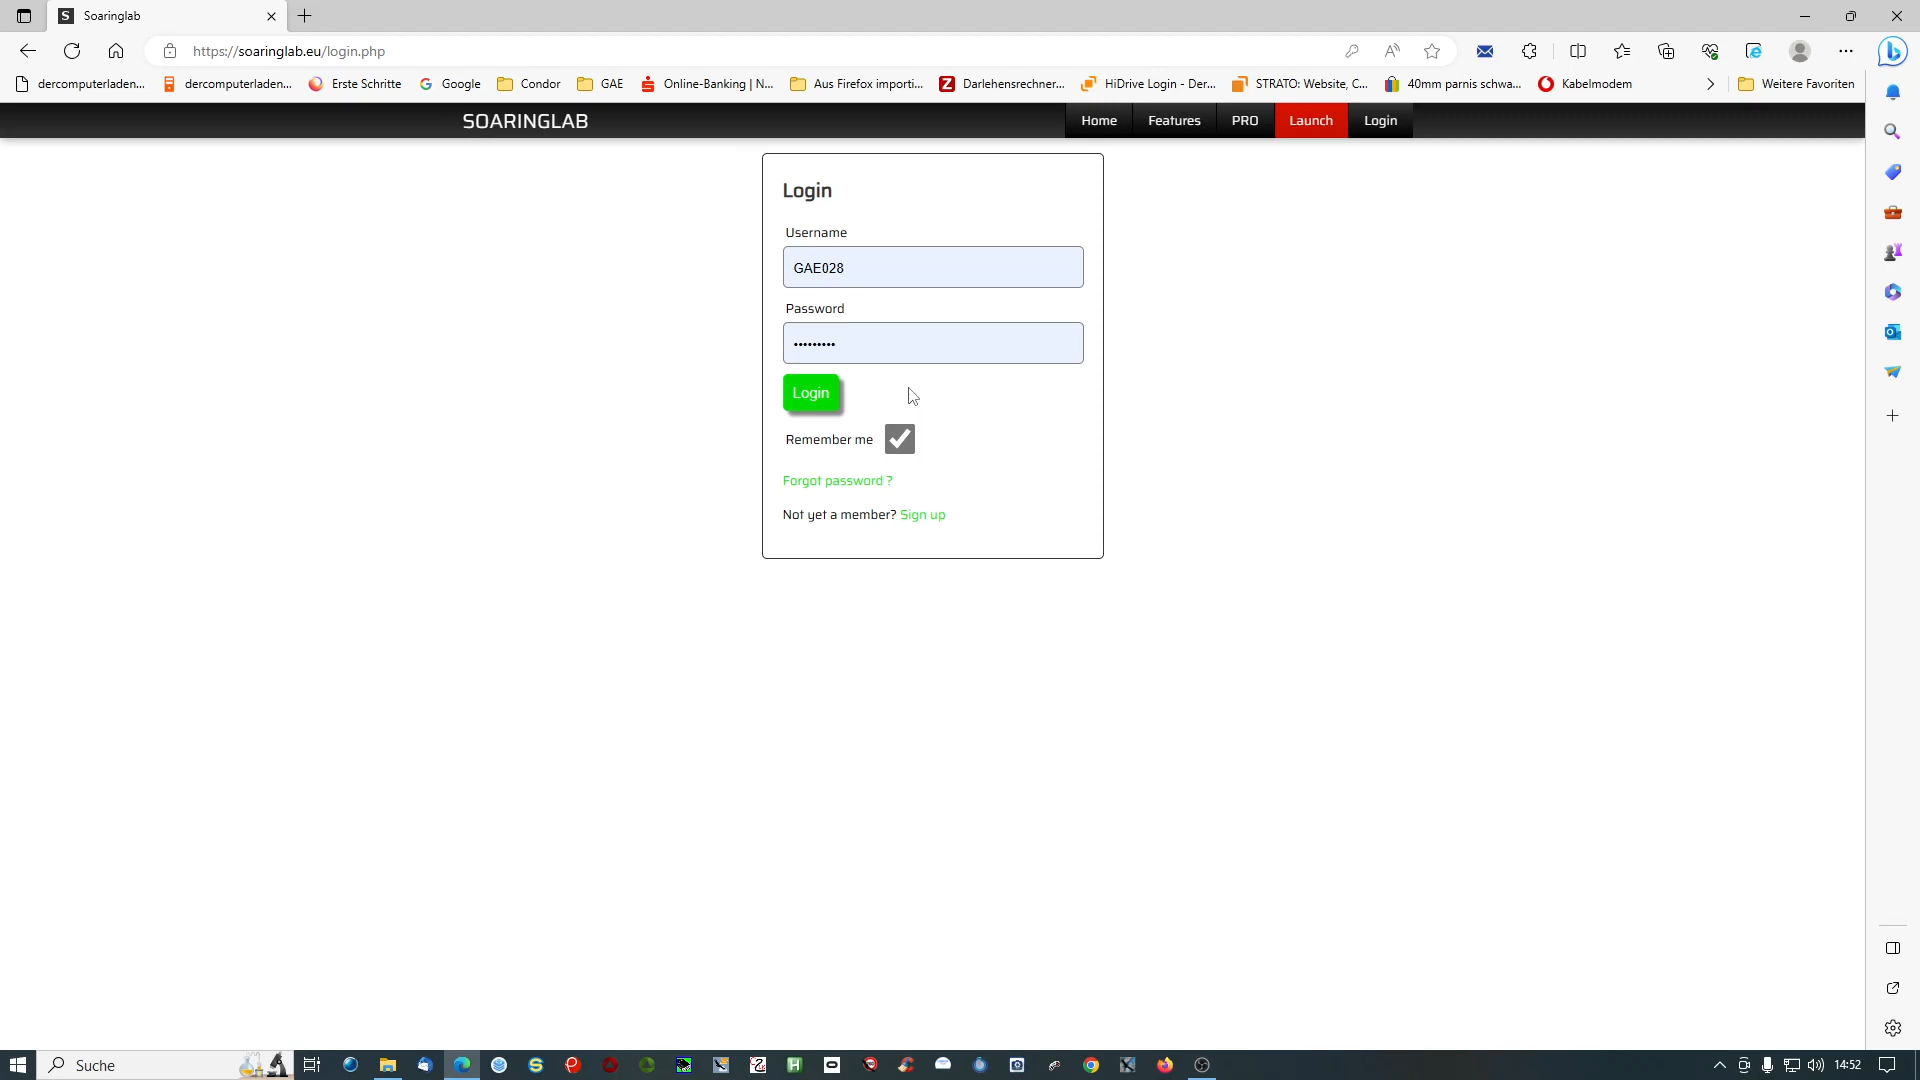 Soaringlab
https://soaringlab.eu/login.php
dercomputerladen... dercomputerladen... Erste Schritte Google Condor GAE Online-Banking | N... Aus Firefox importi... Darlehensrechner... HiDrive Login - Der... STRATO: Website, C... 40mm parnis schwa... Kabelmodem Weitere Favoriten
SOARINGLAB Home Features PRO Launch Login
Login
Username
GAE028
Password
•••••••••
Login
Remember me
Forgot password ?
Not yet a member? Sign up
Suche 14:52